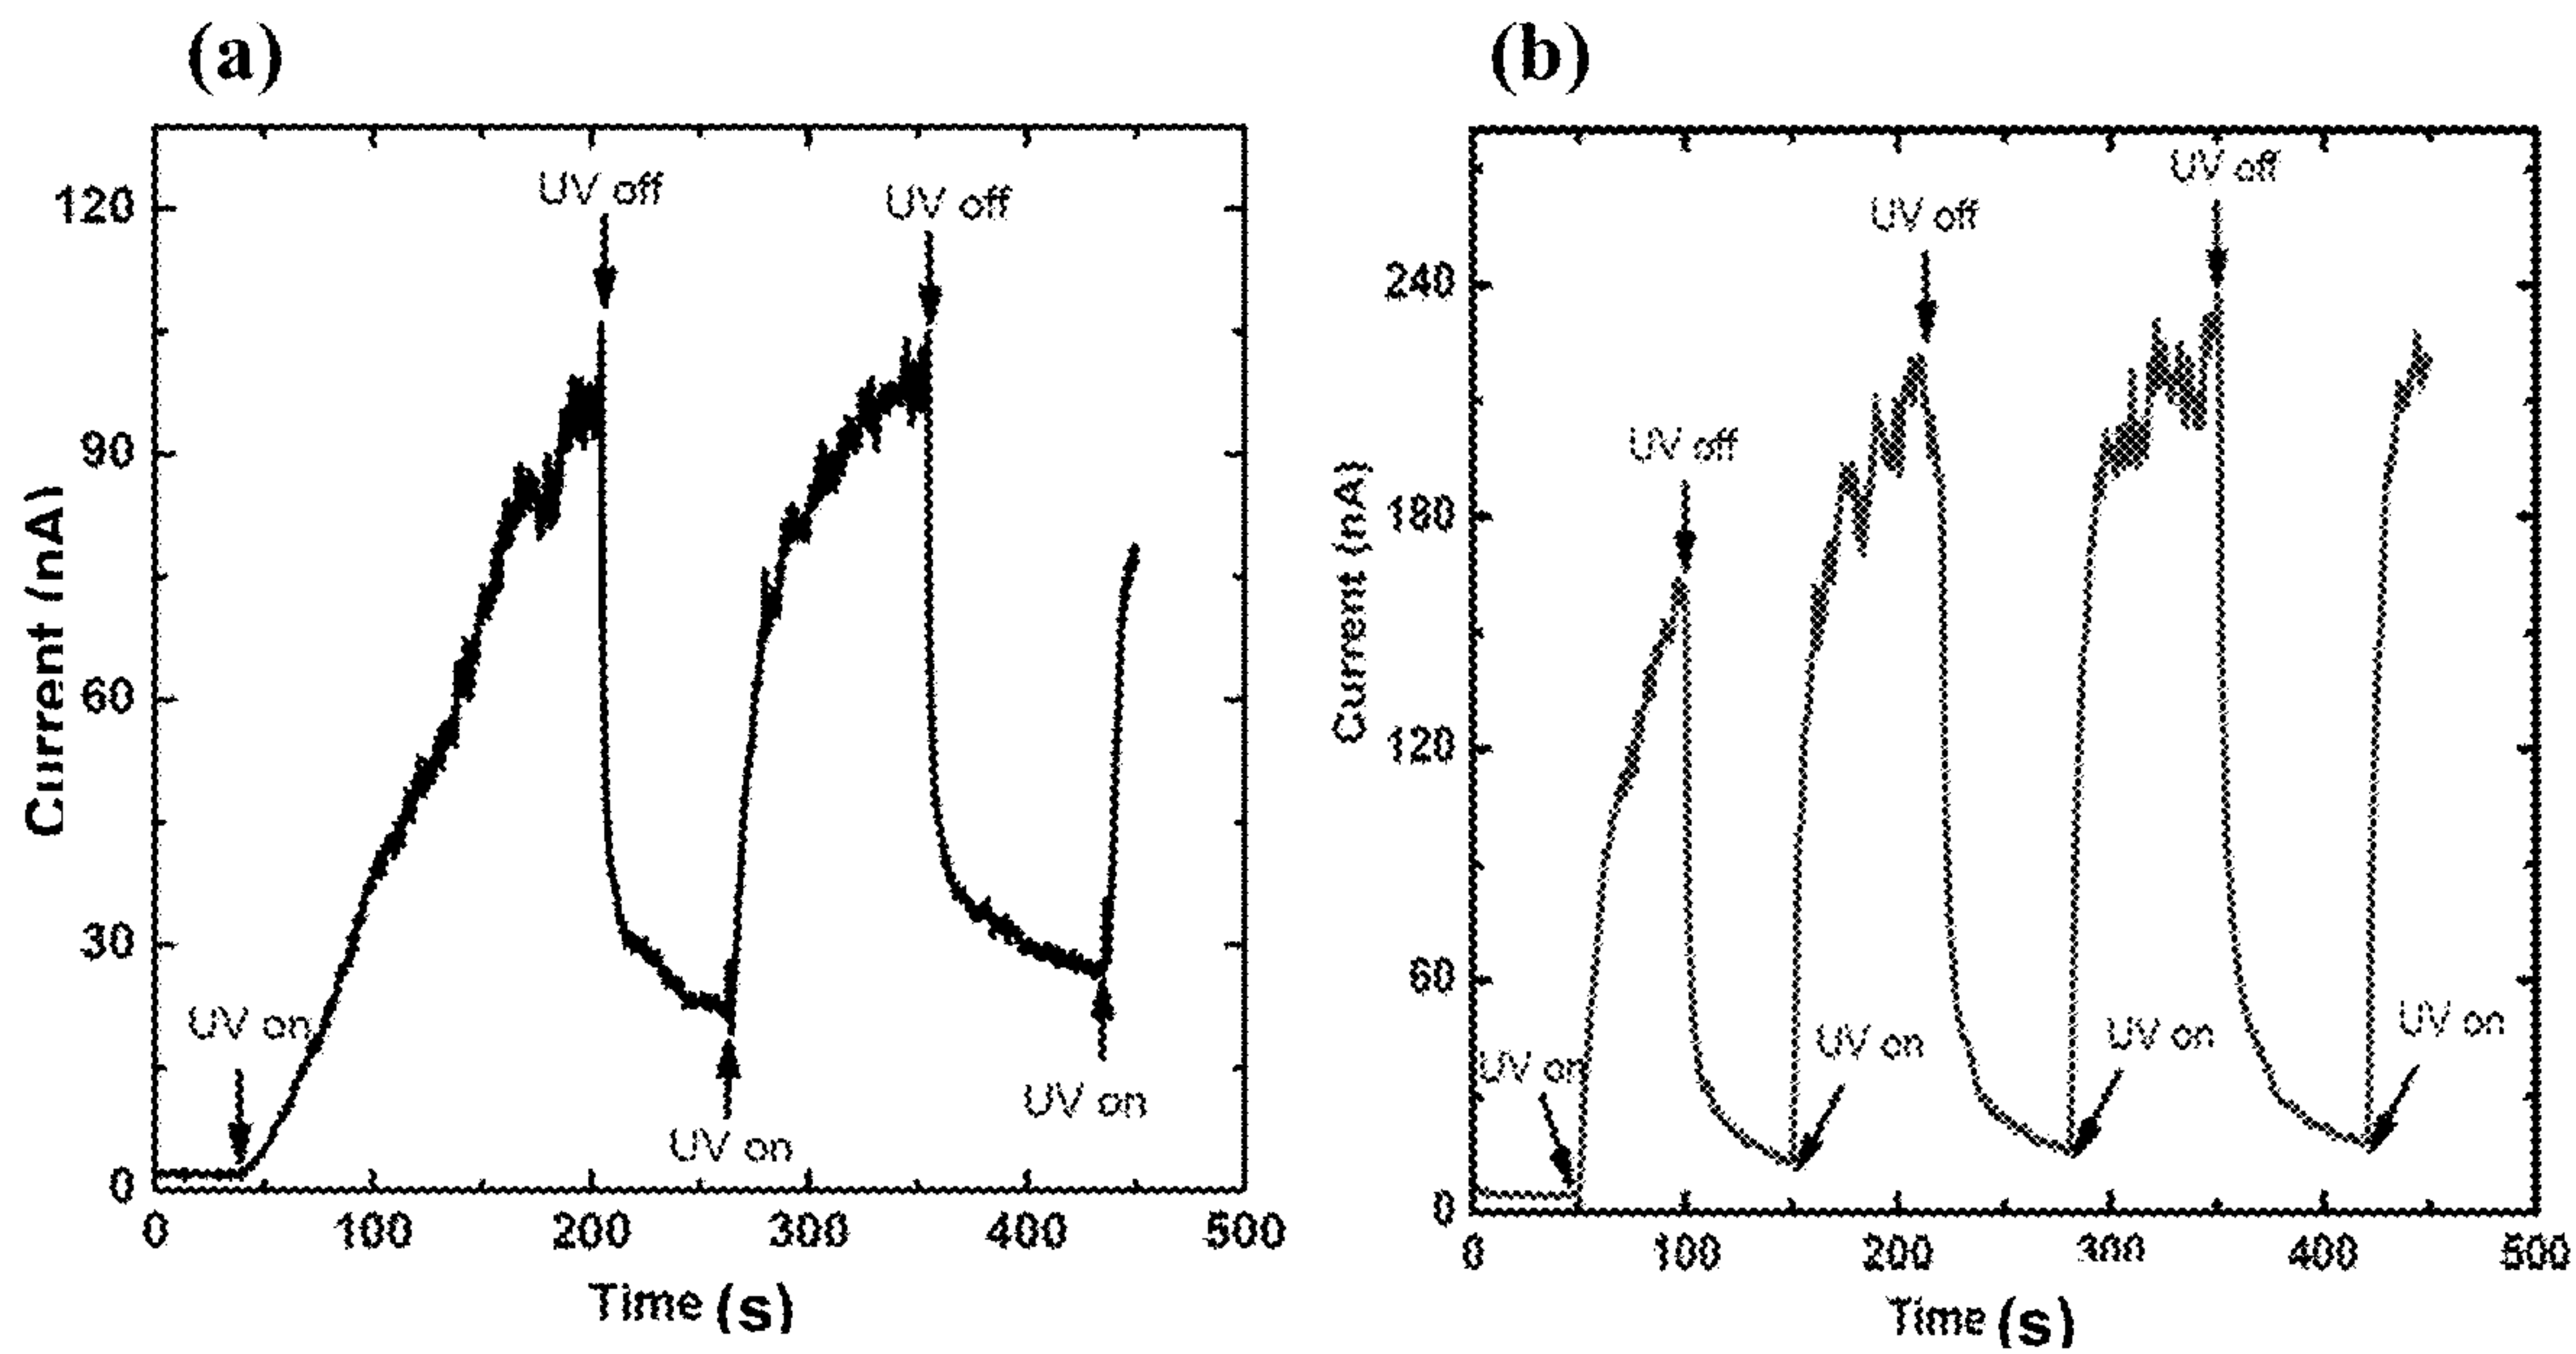 (a)
UV off
UV off
120
90
60
30
0
Current (nA)
UV on
UV on
UV on
0 100 200 300 400 500
Time (s)
(b)
UV off
UV off
UV off
240
180
120
60
0
Current (nA)
UV on
UV on
UV on
UV on
0 100 200 300 400 500
Time (s)